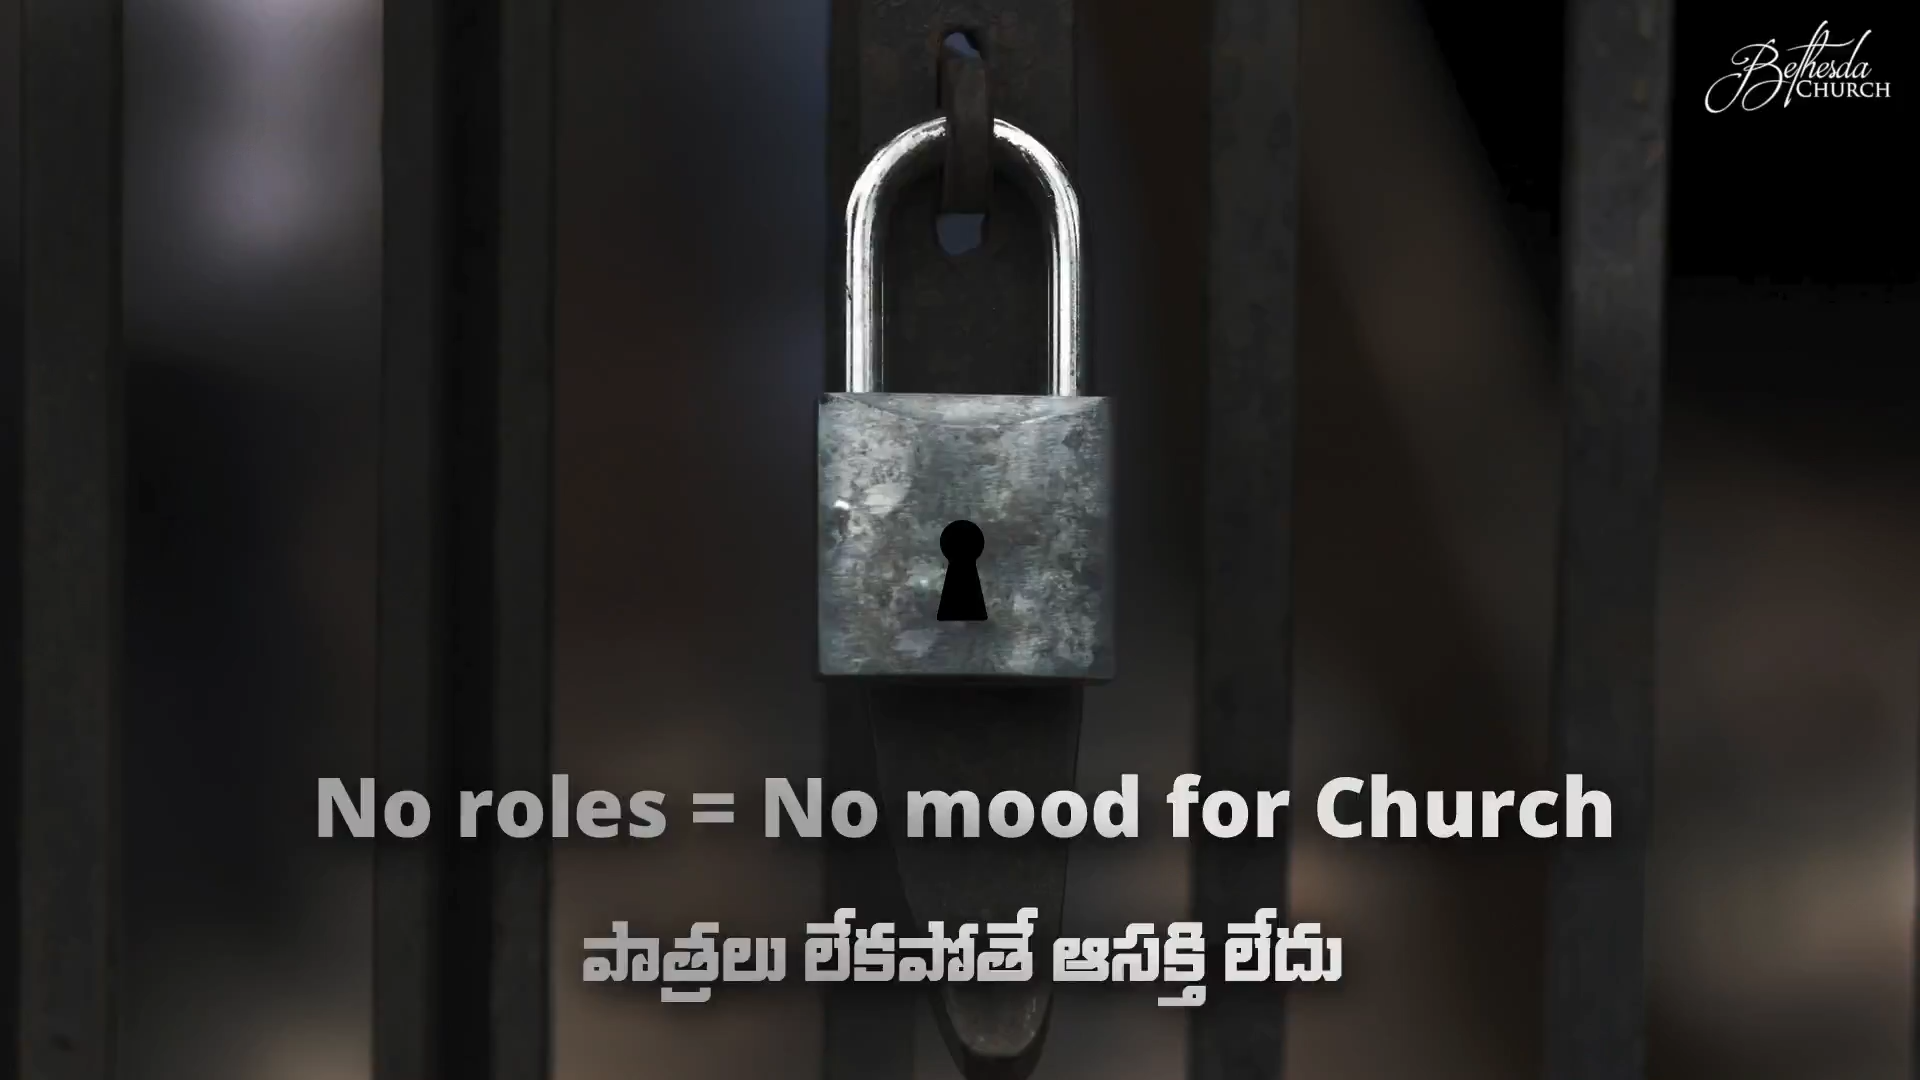 Bethesda
CHURCH
No roles = No mood for Church
పాత్రలు లేకపోతే ఆసక్తి లేదు